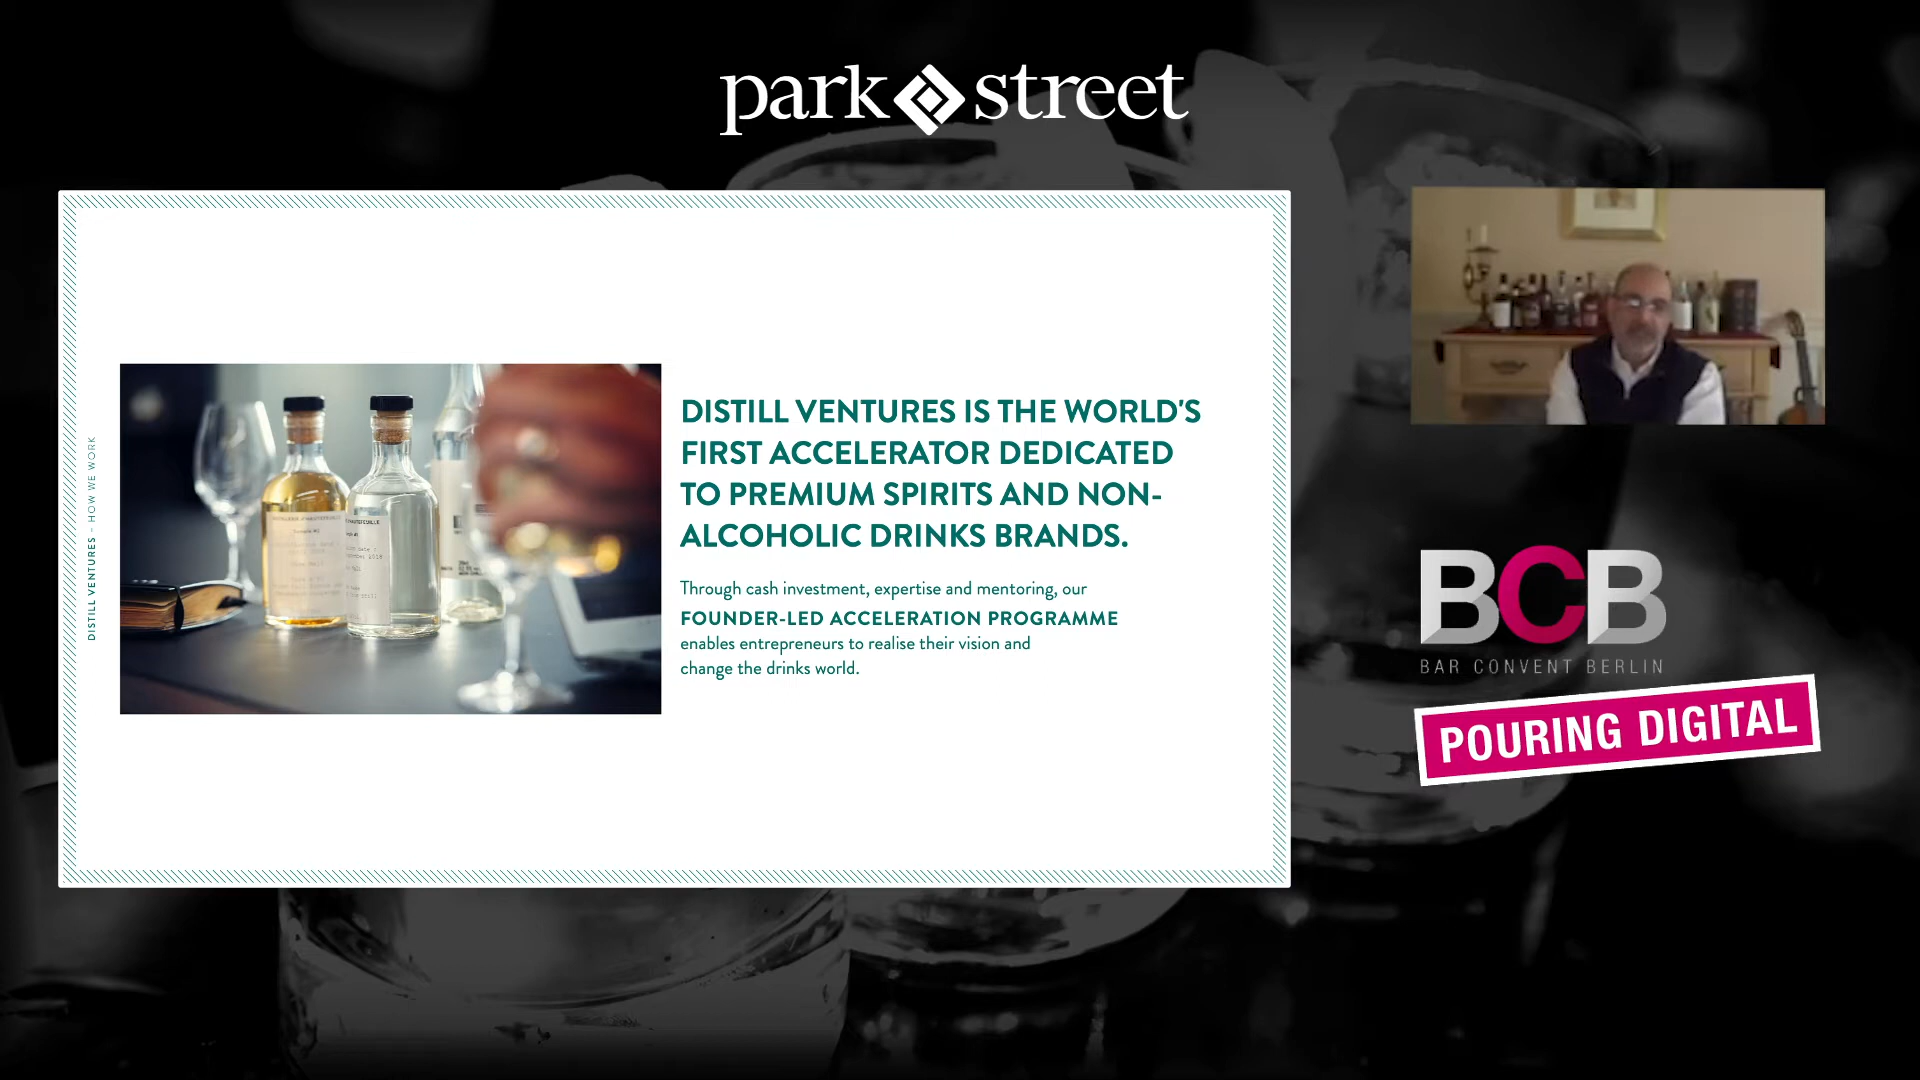 park street
DISTILL VENTURES - HOW WE WORK
DISTILL VENTURES IS THE WORLD'S
FIRST ACCELERATOR DEDICATED
TO PREMIUM SPIRITS AND NON-
ALCOHOLIC DRINKS BRANDS.
Through cash investment, expertise and mentoring, our
FOUNDER-LED ACCELERATION PROGRAMME
enables entrepreneurs to realise their vision and
change the drinks world.
BCB
BAR CONVENT BERLIN
POURING DIGITAL